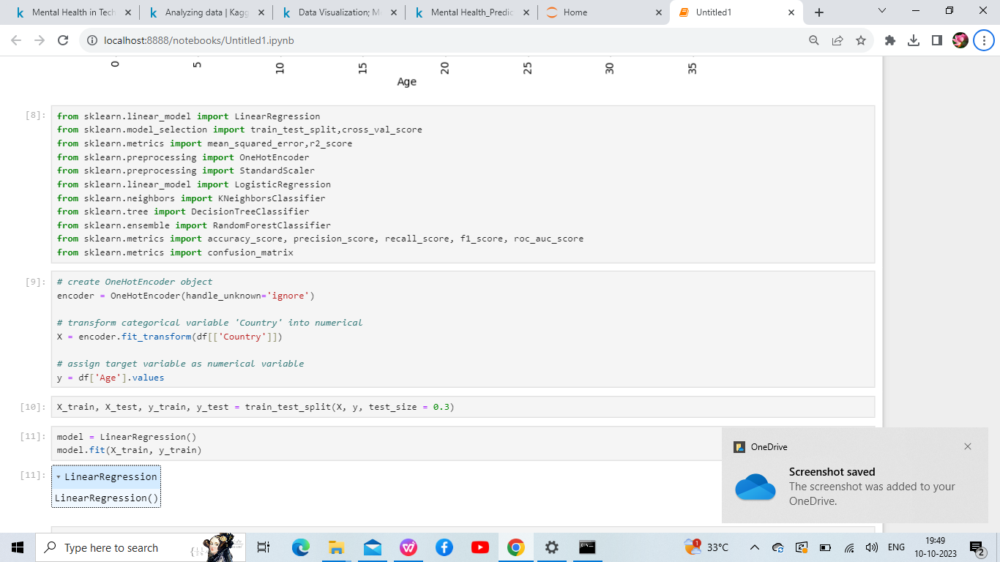 Mental Health in Tech
Analyzing data | Kagg
Data Visualization; M
Mental Health_Predic
Home
Untitled1
localhost:8888/notebooks/Untitled1.ipynb
0 5 10 15 20 25 30 35
Age
[8]:
from sklearn.linear_model import LinearRegression
from sklearn.model_selection import train_test_split,cross_val_score
from sklearn.metrics import mean_squared_error,r2_score
from sklearn.preprocessing import OneHotEncoder
from sklearn.preprocessing import StandardScaler
from sklearn.linear_model import LogisticRegression
from sklearn.neighbors import KNeighborsClassifier
from sklearn.tree import DecisionTreeClassifier
from sklearn.ensemble import RandomForestClassifier
from sklearn.metrics import accuracy_score, precision_score, recall_score, f1_score, roc_auc_score
from sklearn.metrics import confusion_matrix
[9]:
# create OneHotEncoder object
encoder = OneHotEncoder(handle_unknown='ignore')
# transform categorical variable 'Country' into numerical
X = encoder.fit_transform(df[['Country']])
# assign target variable as numerical variable
y = df['Age'].values
[10]:
X_train, X_test, y_train, y_test = train_test_split(X, y, test_size = 0.3)
[11]:
model = LinearRegression()
model.fit(X_train, y_train)
[11]:
LinearRegression
LinearRegression()
OneDrive
Screenshot saved
The screenshot was added to your
OneDrive.
Type here to search
1
33°C
ENG
19:49
10-10-2023
2